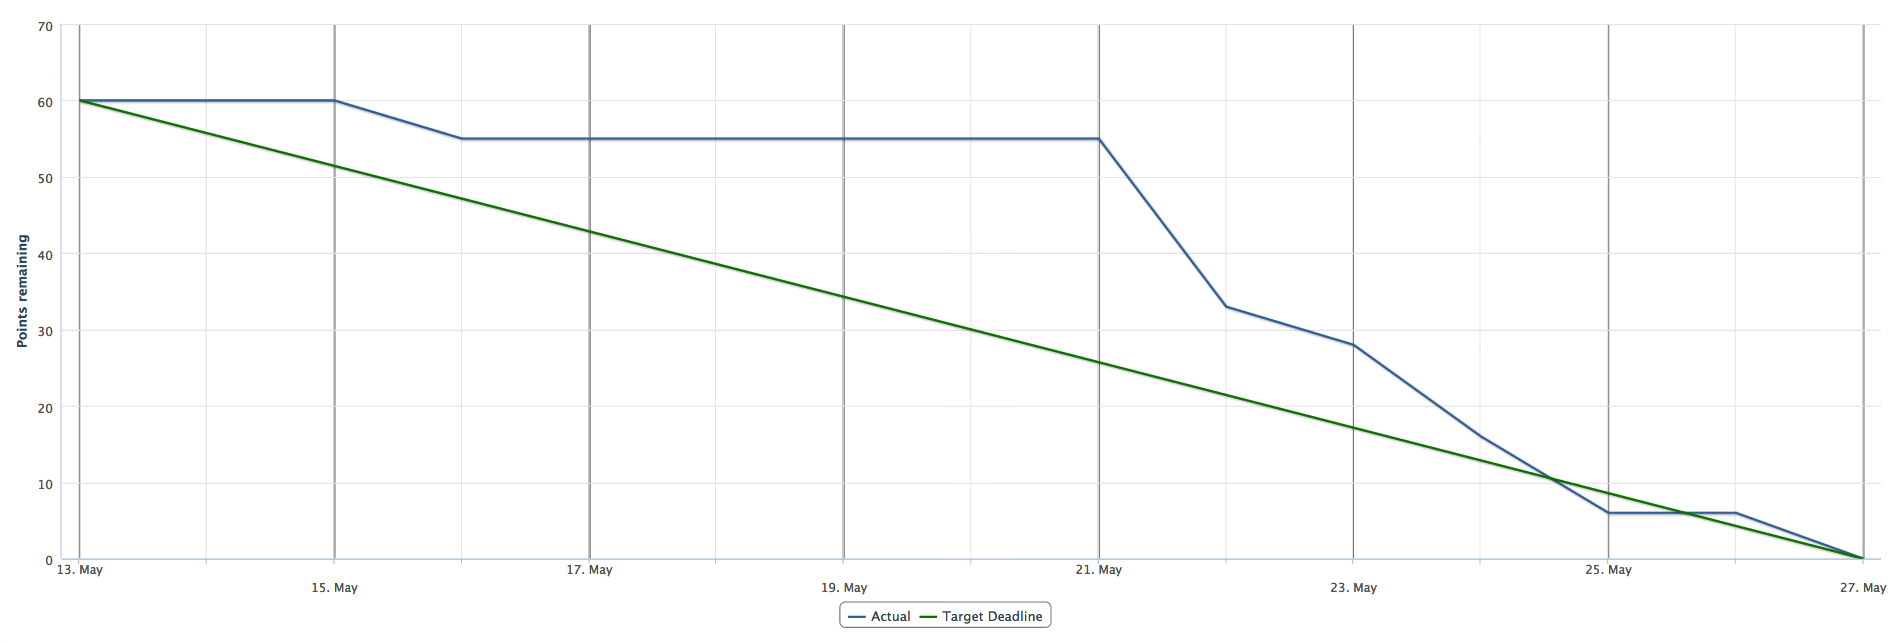 70
60
50
40
30
20
10
0
Points remaining
13. May
15. May
17. May
19. May
21. May
23. May
25. May
27. May
Actual
Target Deadline